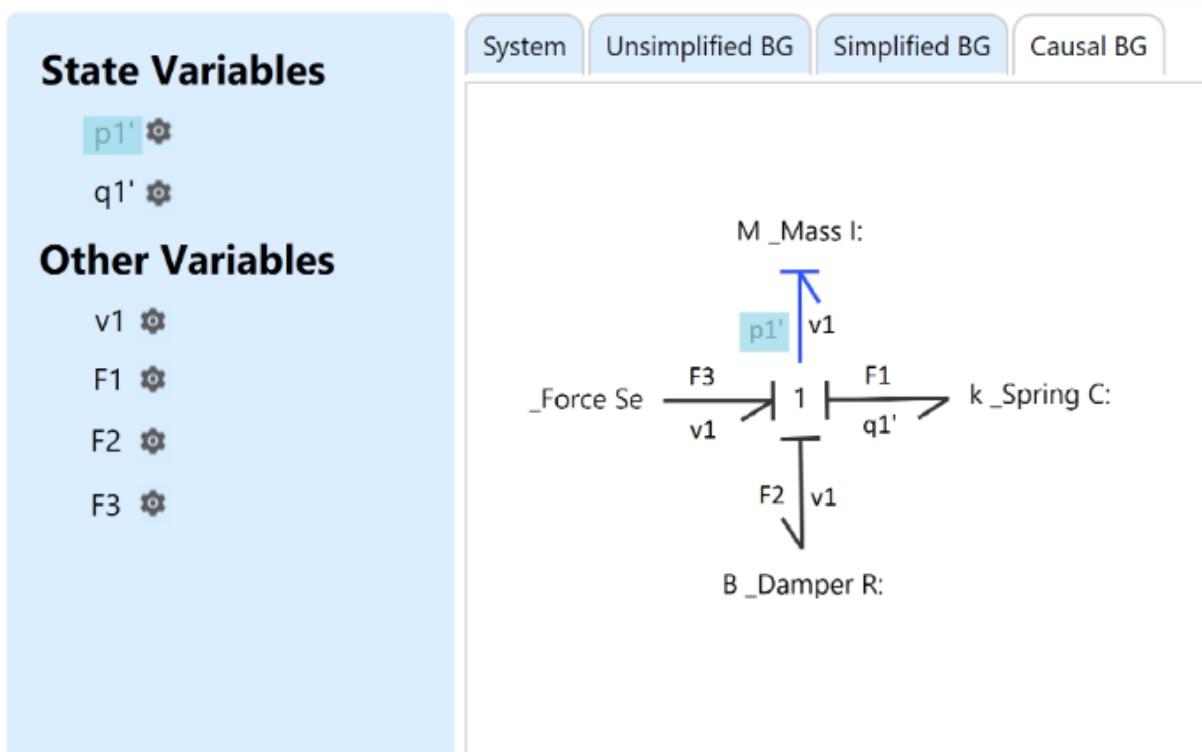 State Variables
p1'
q1'
Other Variables
v1
F1
F2
F3
System Unsimplified BG Simplified BG Causal BG
M _Mass I:
p1' v1
_Force Se F3 1 F1 k _Spring C:
v1 q1'
F2 v1
B _Damper R: